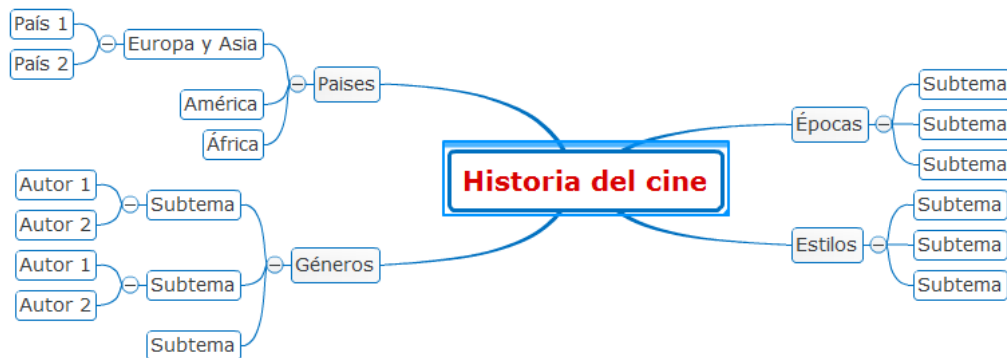 País 1
País 2
Europa y Asia
América
África
Paises
Autor 1
Autor 2
Subtema
Autor 1
Autor 2
Subtema
Subtema
Géneros
Historia del cine
Épocas
Subtema
Subtema
Subtema
Estilos
Subtema
Subtema
Subtema